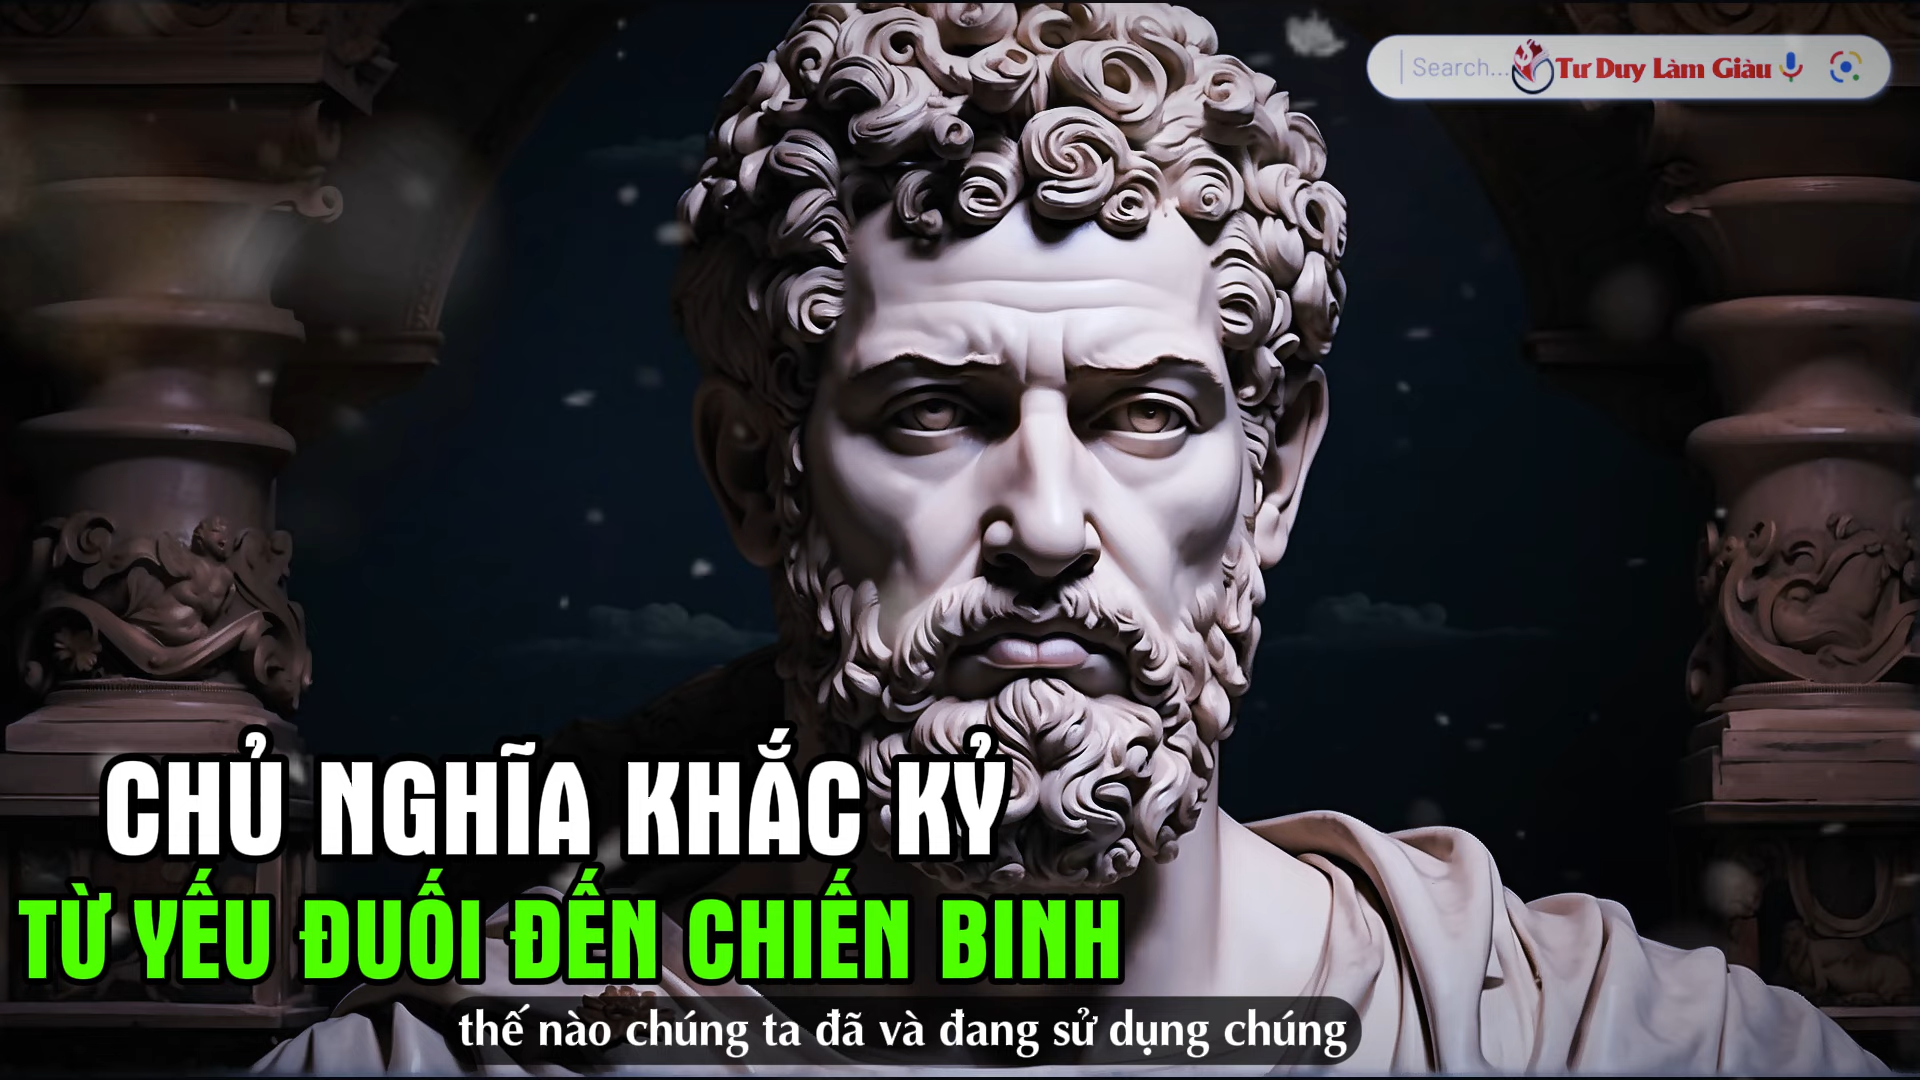 Search... Tư Duy Làm Giàu
CHỦ NGHĨA KHẮC KỶ
TỪ YẾU ĐUỐI ĐẾN CHIẾN BINH
thế nào chúng ta đã và đang sử dụng chúng